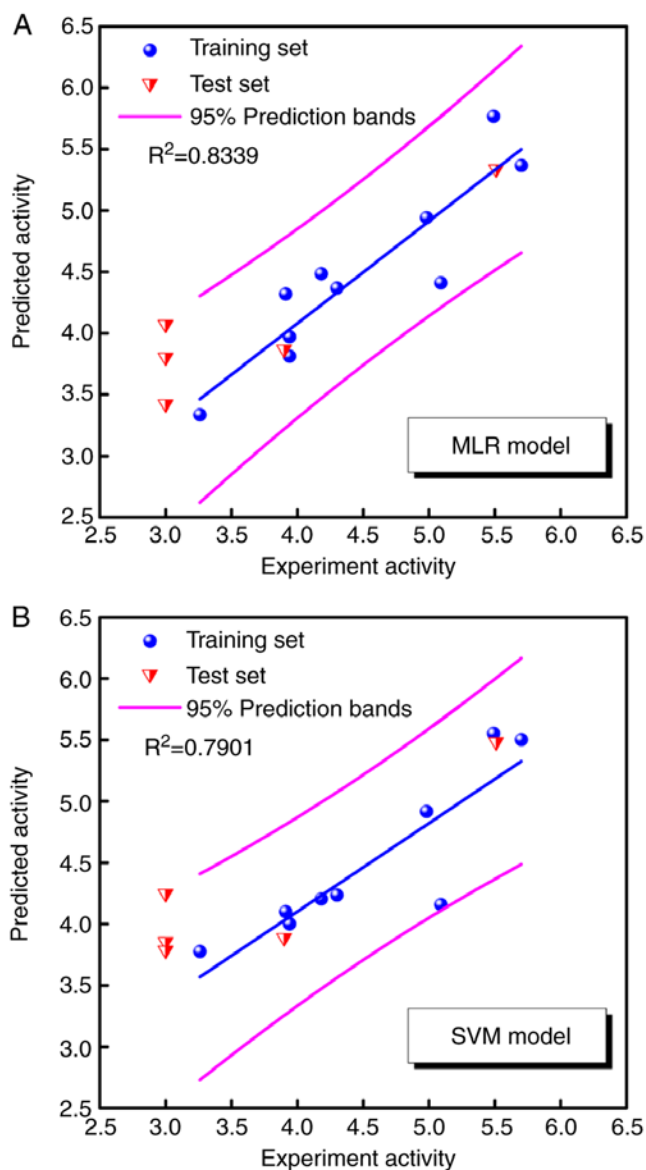 A
6.5
6.0
5.5
5.0
4.5
4.0
3.5
3.0
2.5
Predicted activity
Training set
Test set
95% Prediction bands
R²=0.8339
MLR model
2.5 3.0 3.5 4.0 4.5 5.0 5.5 6.0 6.5
Experiment activity
B
6.5
6.0
5.5
5.0
4.5
4.0
3.5
3.0
2.5
Predicted activity
Training set
Test set
95% Prediction bands
R²=0.7901
SVM model
2.5 3.0 3.5 4.0 4.5 5.0 5.5 6.0 6.5
Experiment activity